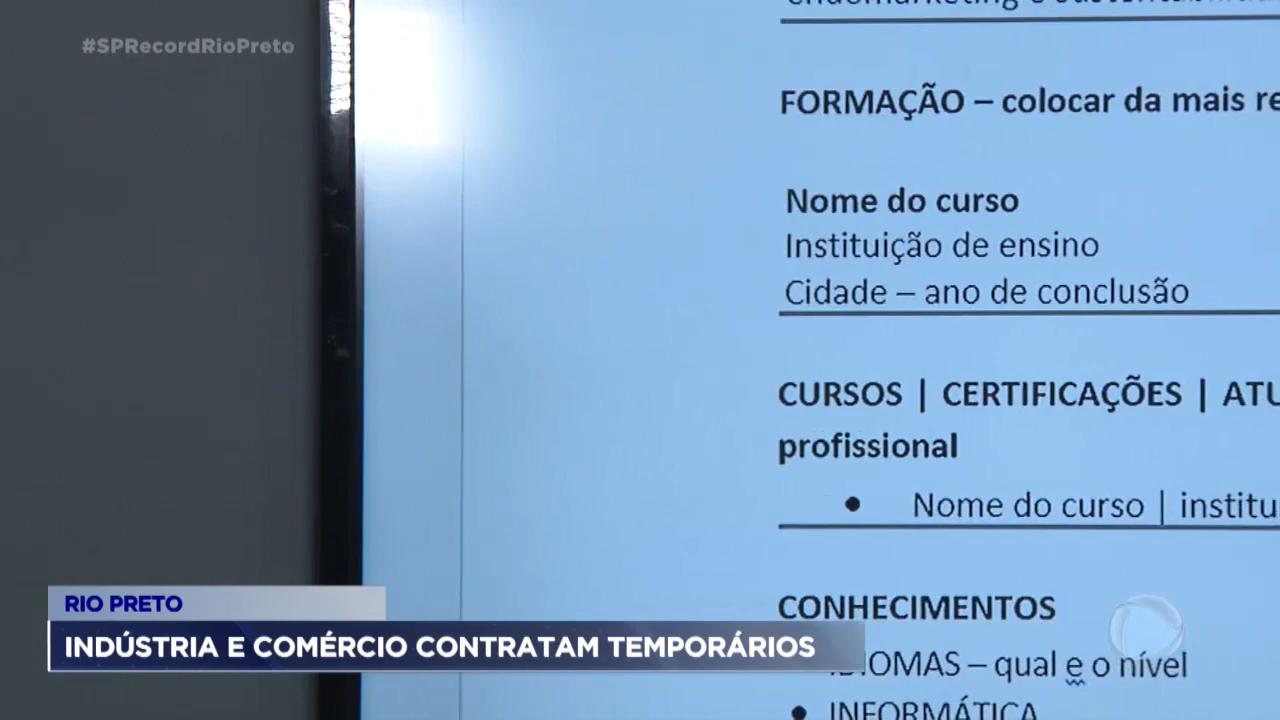 #SPRecordRioPreto
FORMAÇÃO – colocar da mais re
Nome do curso
Instituição de ensino
Cidade – ano de conclusão
CURSOS | CERTIFICAÇÕES | ATU
profissional
• Nome do curso | institu
CONHECIMENTOS
IDIOMAS – qual e o nível
• INFORMÁTICA
RIO PRETO
INDÚSTRIA E COMÉRCIO CONTRATAM TEMPORÁRIOS